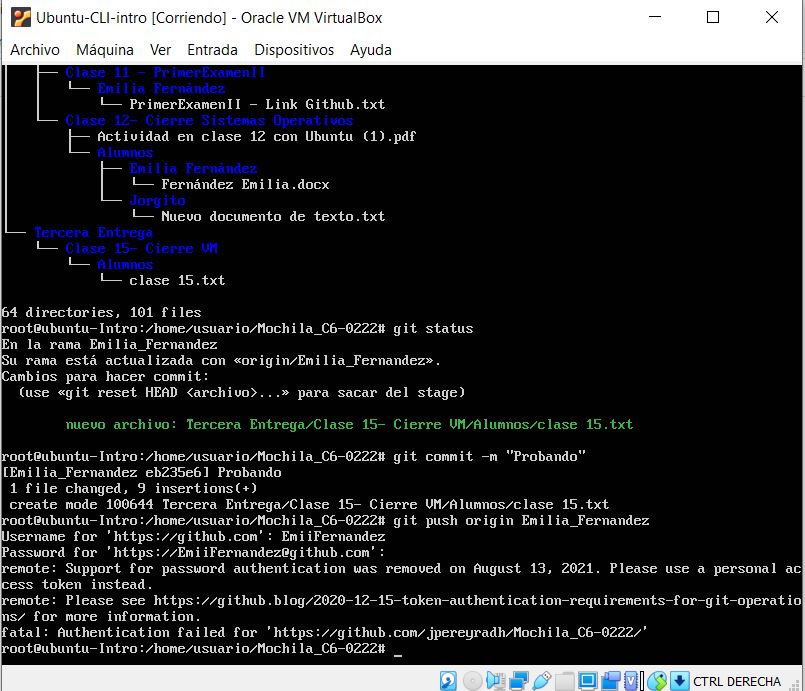 Ubuntu-CLI-intro [Corriendo] - Oracle VM VirtualBox
Archivo Máquina Ver Entrada Dispositivos Ayuda
Clase 11 - PrimerExamenII
Emilia Fernández
PrimerExamenII - Link Github.txt
Clase 12- Cierre Sistemas Operativos
Actividad en clase 12 con Ubuntu (1).pdf
Alumnos
Emilia Fernández
Fernández Emilia.docx
Jorgito
Nuevo documento de texto.txt
Tercera Entrega
Clase 15- Cierre VM
Alumnos
clase 15.txt
64 directories, 101 files
root@ubuntu-Intro:/home/usuario/Mochila_C6-0222# git status
En la rama Emilia_Fernandez
Su rama está actualizada con «origin/Emilia_Fernandez».
Cambios para hacer commit:
(use «git reset HEAD <archivo>...» para sacar del stage)
nuevo archivo: Tercera Entrega/Clase 15- Cierre VM/Alumnos/clase 15.txt
root@ubuntu-Intro:/home/usuario/Mochila_C6-0222# git commit -m "Probando"
[Emilia_Fernandez eb235e6] Probando
1 file changed, 9 insertions(+)
create mode 100644 Tercera Entrega/Clase 15- Cierre VM/Alumnos/clase 15.txt
root@ubuntu-Intro:/home/usuario/Mochila_C6-0222# git push origin Emilia_Fernandez
Username for 'https://github.com': EmiiFernandez
Password for 'https://EmiiFernandez@github.com':
remote: Support for password authentication was removed on August 13, 2021. Please use a personal ac
cess token instead.
remote: Please see https://github.blog/2020-12-15-token-authentication-requirements-for-git-operatio
ns/ for more information.
fatal: Authentication failed for 'https://github.com/jpereyradh/Mochila_C6-0222/'
root@ubuntu-Intro:/home/usuario/Mochila_C6-0222# _
CTRL DERECHA